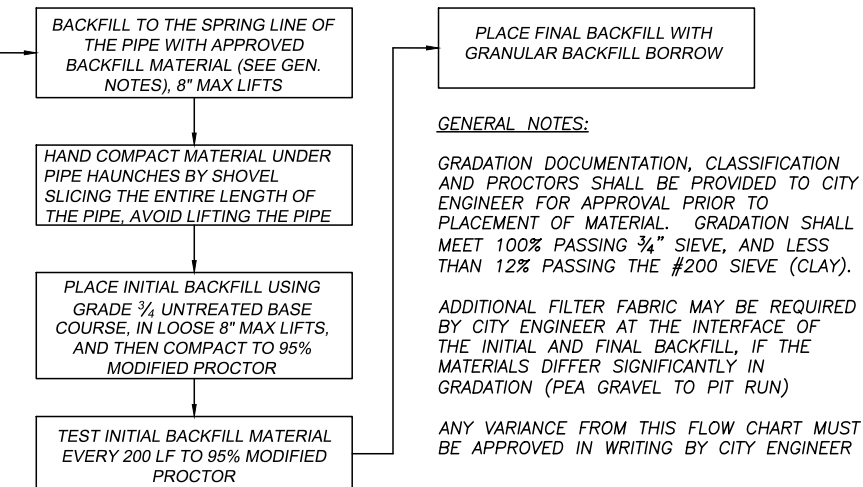 BACKFILL TO THE SPRING LINE OF
THE PIPE WITH APPROVED
BACKFILL MATERIAL (SEE GEN.
NOTES), 8" MAX LIFTS
HAND COMPACT MATERIAL UNDER
PIPE HAUNCHES BY SHOVEL
SLICING THE ENTIRE LENGTH OF
THE PIPE, AVOID LIFTING THE PIPE
PLACE INITIAL BACKFILL USING
GRADE ¾ UNTREATED BASE
COURSE, IN LOOSE 8" MAX LIFTS,
AND THEN COMPACT TO 95%
MODIFIED PROCTOR
TEST INITIAL BACKFILL MATERIAL
EVERY 200 LF TO 95% MODIFIED
PROCTOR
PLACE FINAL BACKFILL WITH
GRANULAR BACKFILL BORROW
GENERAL NOTES:
GRADATION DOCUMENTATION, CLASSIFICATION
AND PROCTORS SHALL BE PROVIDED TO CITY
ENGINEER FOR APPROVAL PRIOR TO
PLACEMENT OF MATERIAL. GRADATION SHALL
MEET 100% PASSING ¾" SIEVE, AND LESS
THAN 12% PASSING THE #200 SIEVE (CLAY).
ADDITIONAL FILTER FABRIC MAY BE REQUIRED
BY CITY ENGINEER AT THE INTERFACE OF
THE INITIAL AND FINAL BACKFILL, IF THE
MATERIALS DIFFER SIGNIFICANTLY IN
GRADATION (PEA GRAVEL TO PIT RUN)
ANY VARIANCE FROM THIS FLOW CHART MUST
BE APPROVED IN WRITING BY CITY ENGINEER